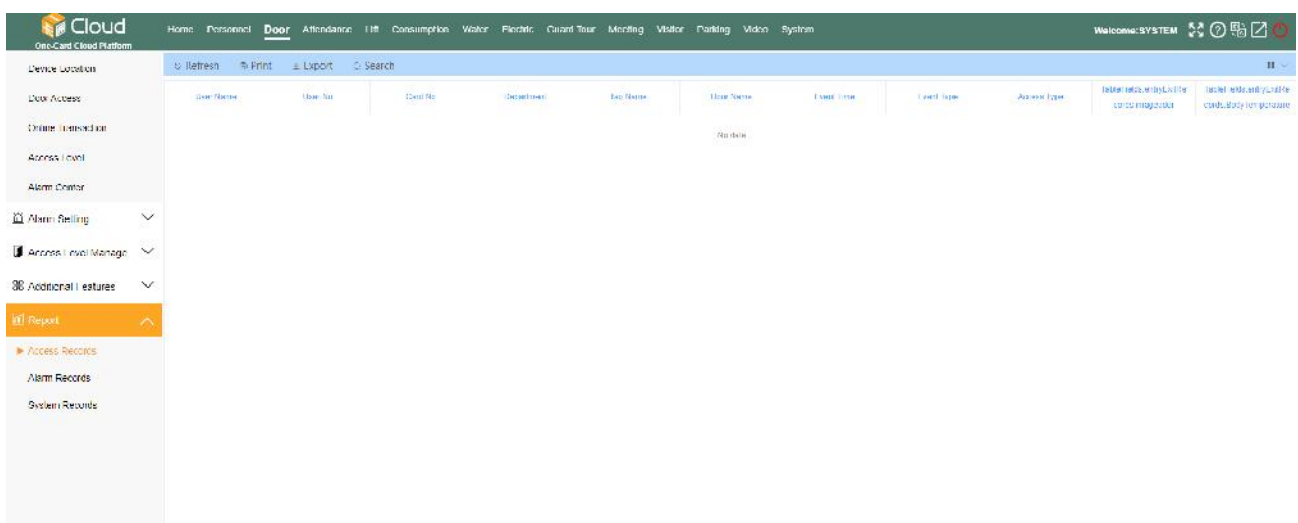 Cloud
One-Card Cloud Platform
Home Personnel Door Attendance Lift Consumption Water Electric Guard Tour Meeting Visitor Parking Video System
Welcome:SYSTEM
Device Location
Door Access
Online Transaction
Access Level
Alarm Center
Alarm Setting
Access Level Manage
Additional Features
Report
Access Records
Alarm Records
System Records
Refresh Print Export Search
User Name User No Card No Department Door Name Event Time Event Type Access Type
No data